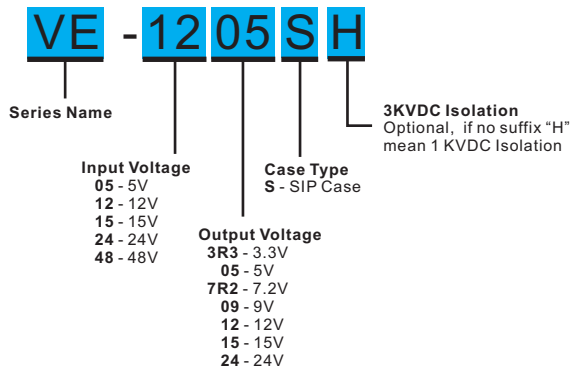 VE - 12 05 S H
Series Name
3KVDC Isolation
Optional, if no suffix “H”
mean 1 KVDC Isolation
Input Voltage
05 - 5V
12 - 12V
15 - 15V
24 - 24V
48 - 48V
Case Type
S - SIP Case
Output Voltage
3R3 - 3.3V
05 - 5V
7R2 - 7.2V
09 - 9V
12 - 12V
15 - 15V
24 - 24V